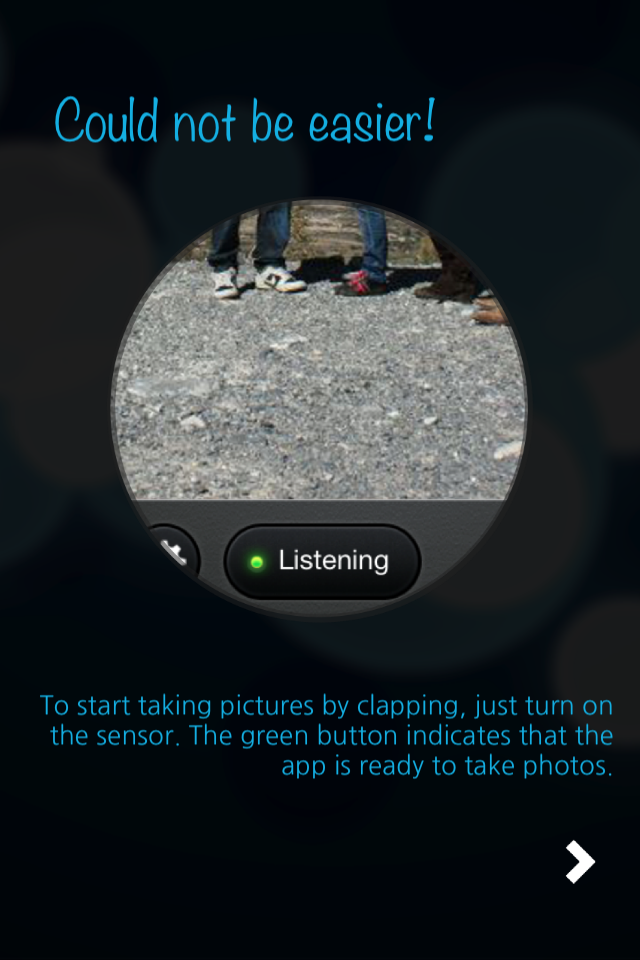 Could not be easier!
Listening
To start taking pictures by clapping, just turn on
the sensor. The green button indicates that the
app is ready to take photos.